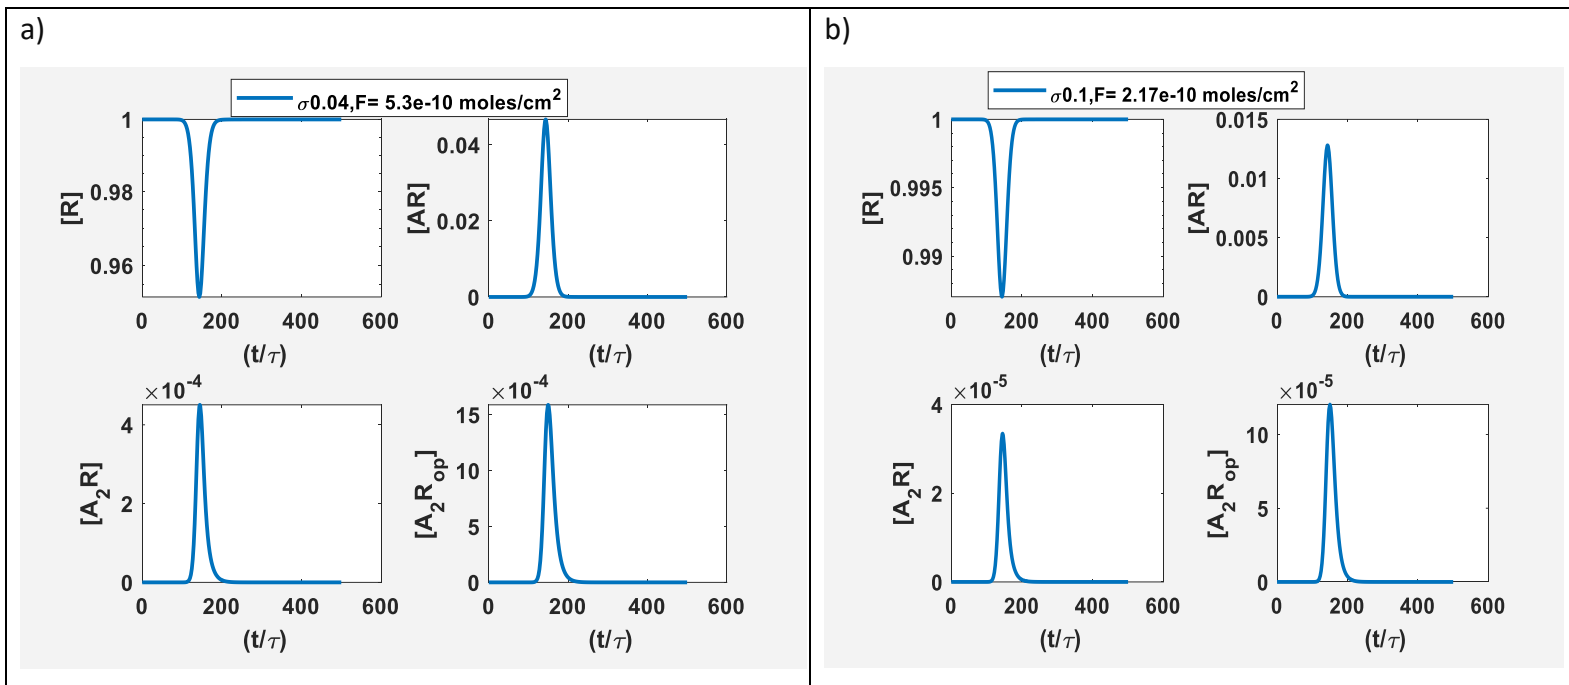 a)
σ0.04,F= 5.3e-10 moles/cm²
1
0.98
0.96
[R]
0 200 400 600
(t/τ)
0.04
0.02
0
[AR]
0 200 400 600
(t/τ)
×10⁻⁴
4
2
0
[A₂R]
0 200 400 600
(t/τ)
×10⁻⁴
15
10
5
0
[A₂Rₒₚ]
0 200 400 600
(t/τ)
b)
σ0.1,F= 2.17e-10 moles/cm²
1
0.995
0.99
[R]
0 200 400 600
(t/τ)
0.015
0.01
0.005
0
[AR]
0 200 400 600
(t/τ)
×10⁻⁵
4
2
0
[A₂R]
0 200 400 600
(t/τ)
×10⁻⁵
10
5
0
[A₂Rₒₚ]
0 200 400 600
(t/τ)